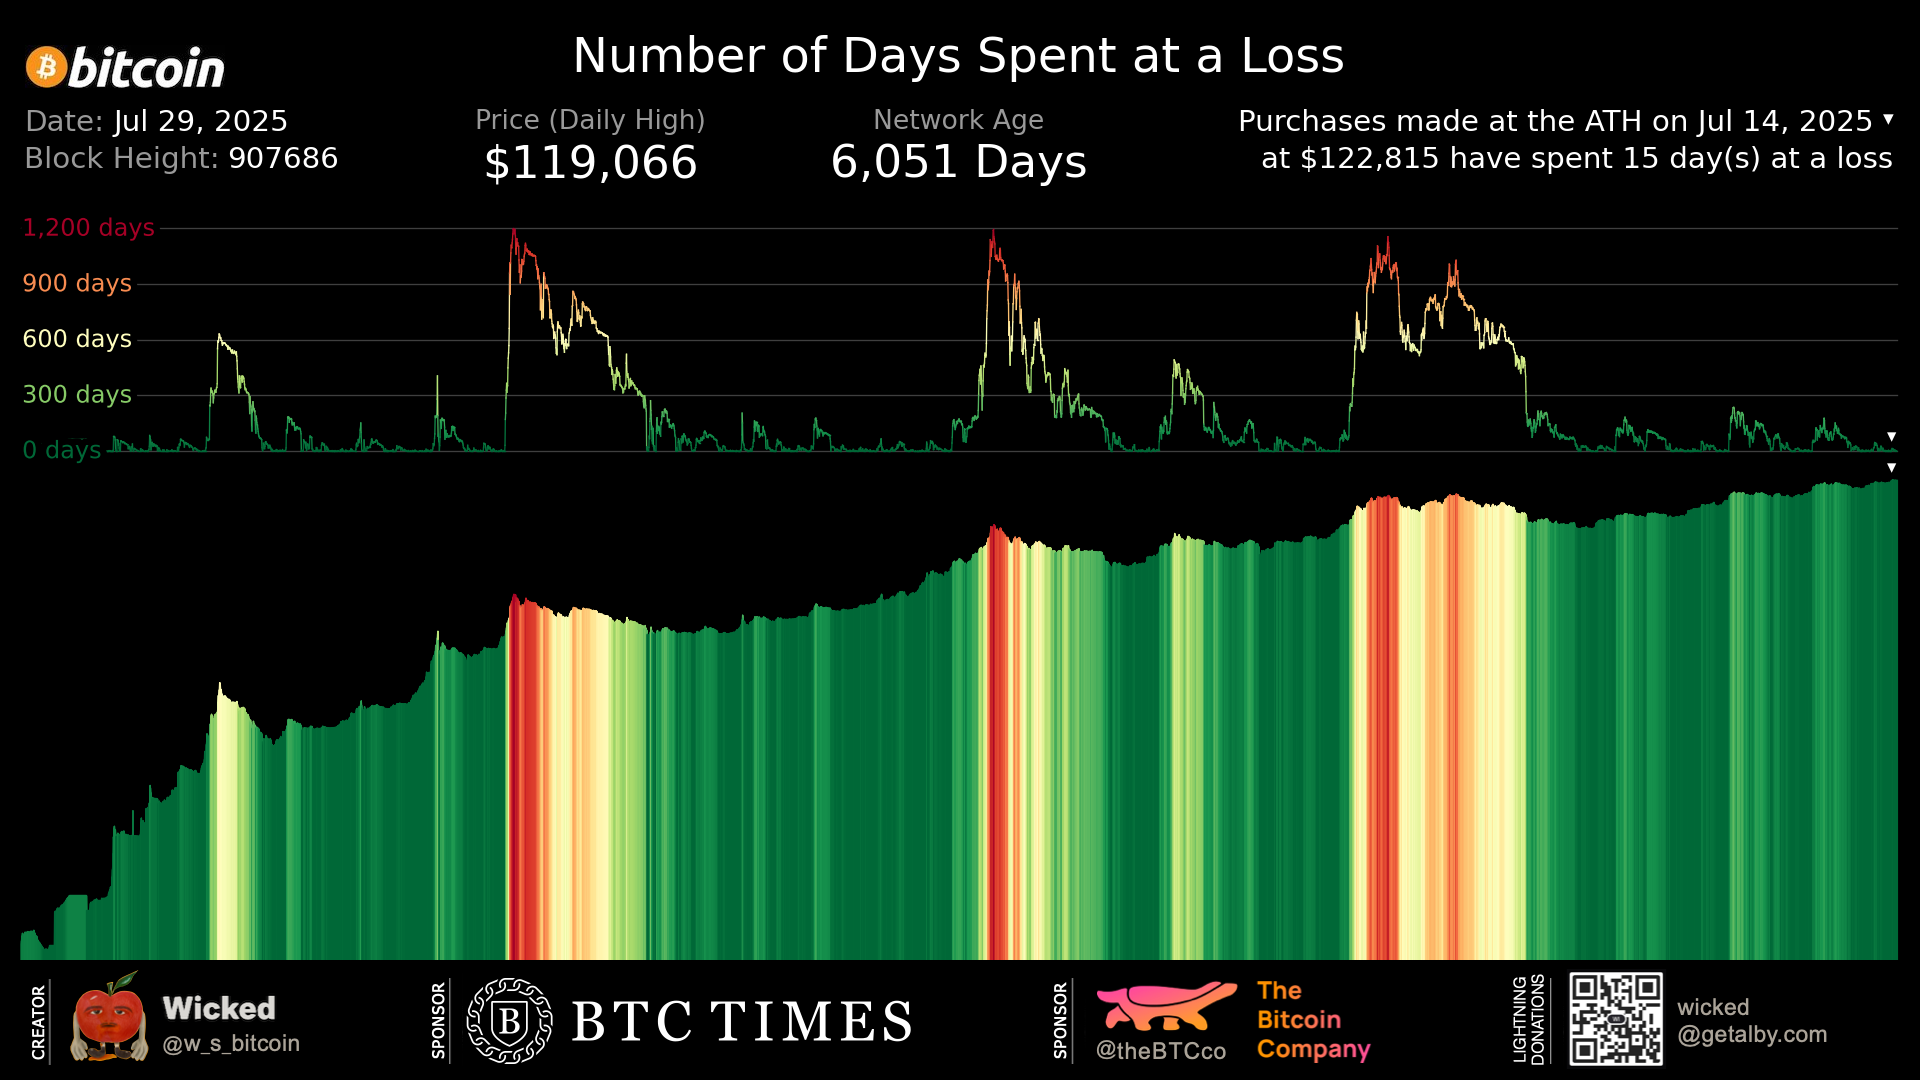 bitcoin
Number of Days Spent at a Loss
Date: Jul 29, 2025
Block Height: 907686
Price (Daily High)
$119,066
Network Age
6,051 Days
Purchases made at the ATH on Jul 14, 2025 ▾
at $122,815 have spent 15 day(s) at a loss
1,200 days
900 days
600 days
300 days
0 days
CREATOR
Wicked
@w_s_bitcoin
SPONSOR
B
BTC TIMES
SPONSOR
@theBTCco
The
Bitcoin
Company
LIGHTNING
DONATIONS
wicked
@getalby.com